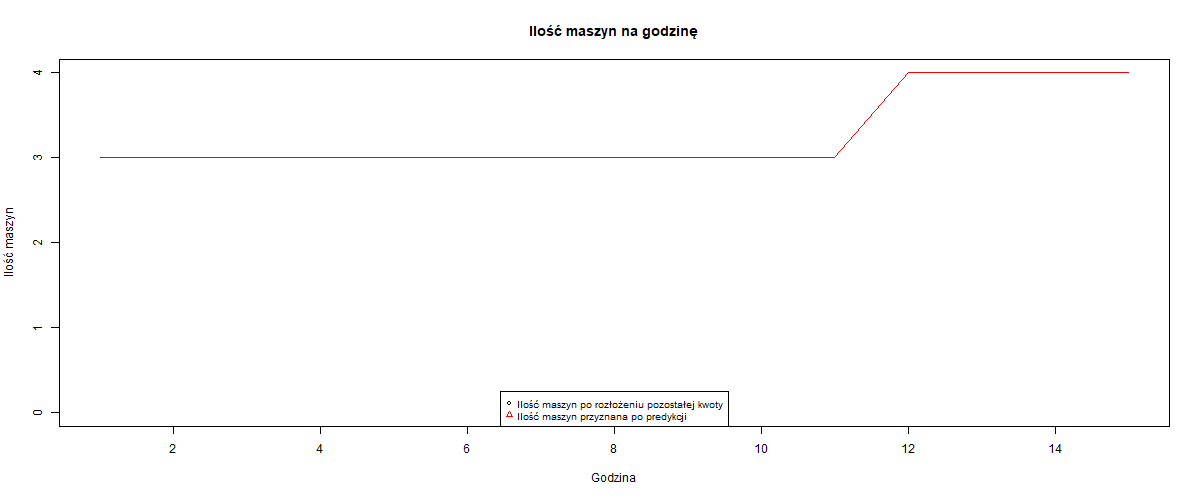 Ilość maszyn na godzinę
Ilość maszyn
4
3
2
1
0
Ilość maszyn po rozłożeniu pozostałej kwoty
Ilość maszyn przyznana po predykcji
2 4 6 8 10 12 14
Godzina